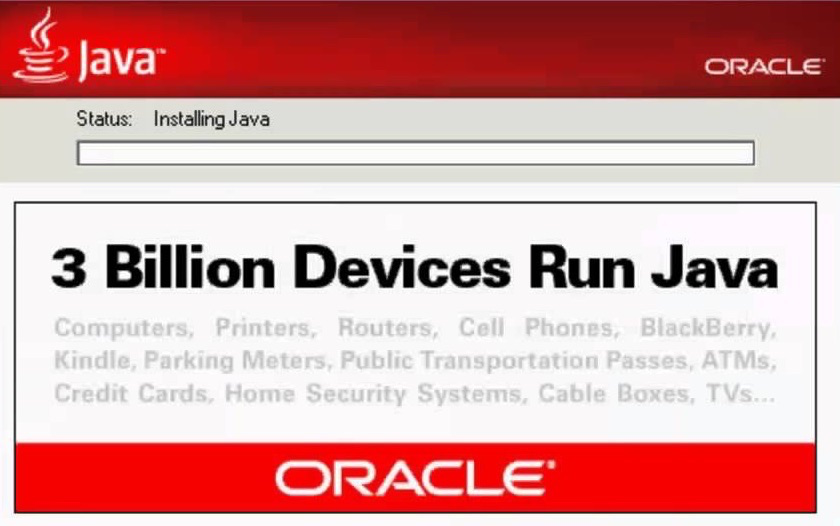 Java™
ORACLE®
Status: Installing Java
3 Billion Devices Run Java
Computers, Printers, Routers, Cell Phones, BlackBerry,
Kindle, Parking Meters, Public Transportation Passes, ATMs,
Credit Cards, Home Security Systems, Cable Boxes, TVs...
ORACLE®